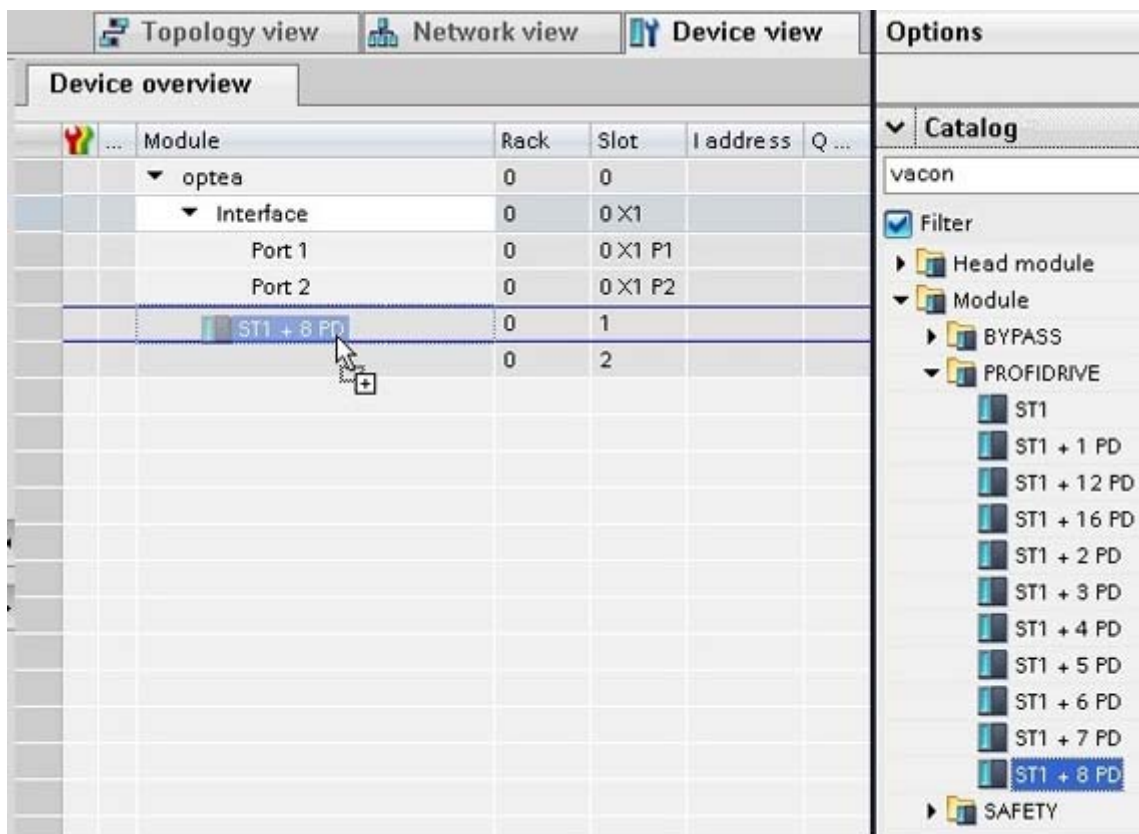 Topology view Network view Device view Options
Device overview
... Module Rack Slot I address Q ...
optea 0 0
Interface 0 0 X1
Port 1 0 0 X1 P1
Port 2 0 0 X1 P2
ST1 + 8 PD 0 1
0 2
Catalog
vacon
Filter
Head module
Module
BYPASS
PROFIDRIVE
ST1
ST1 + 1 PD
ST1 + 12 PD
ST1 + 16 PD
ST1 + 2 PD
ST1 + 3 PD
ST1 + 4 PD
ST1 + 5 PD
ST1 + 6 PD
ST1 + 7 PD
ST1 + 8 PD
SAFETY